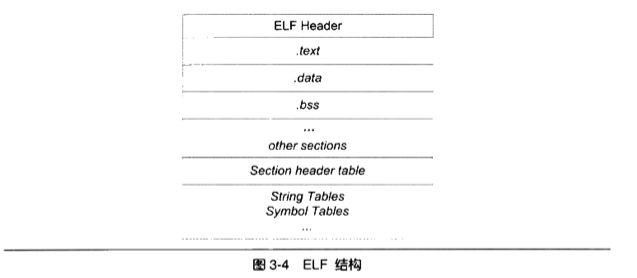 ELF Header
.text
.data
.bss
...
other sections
Section header table
String Tables
Symbol Tables
...
图 3-4 ELF 结构